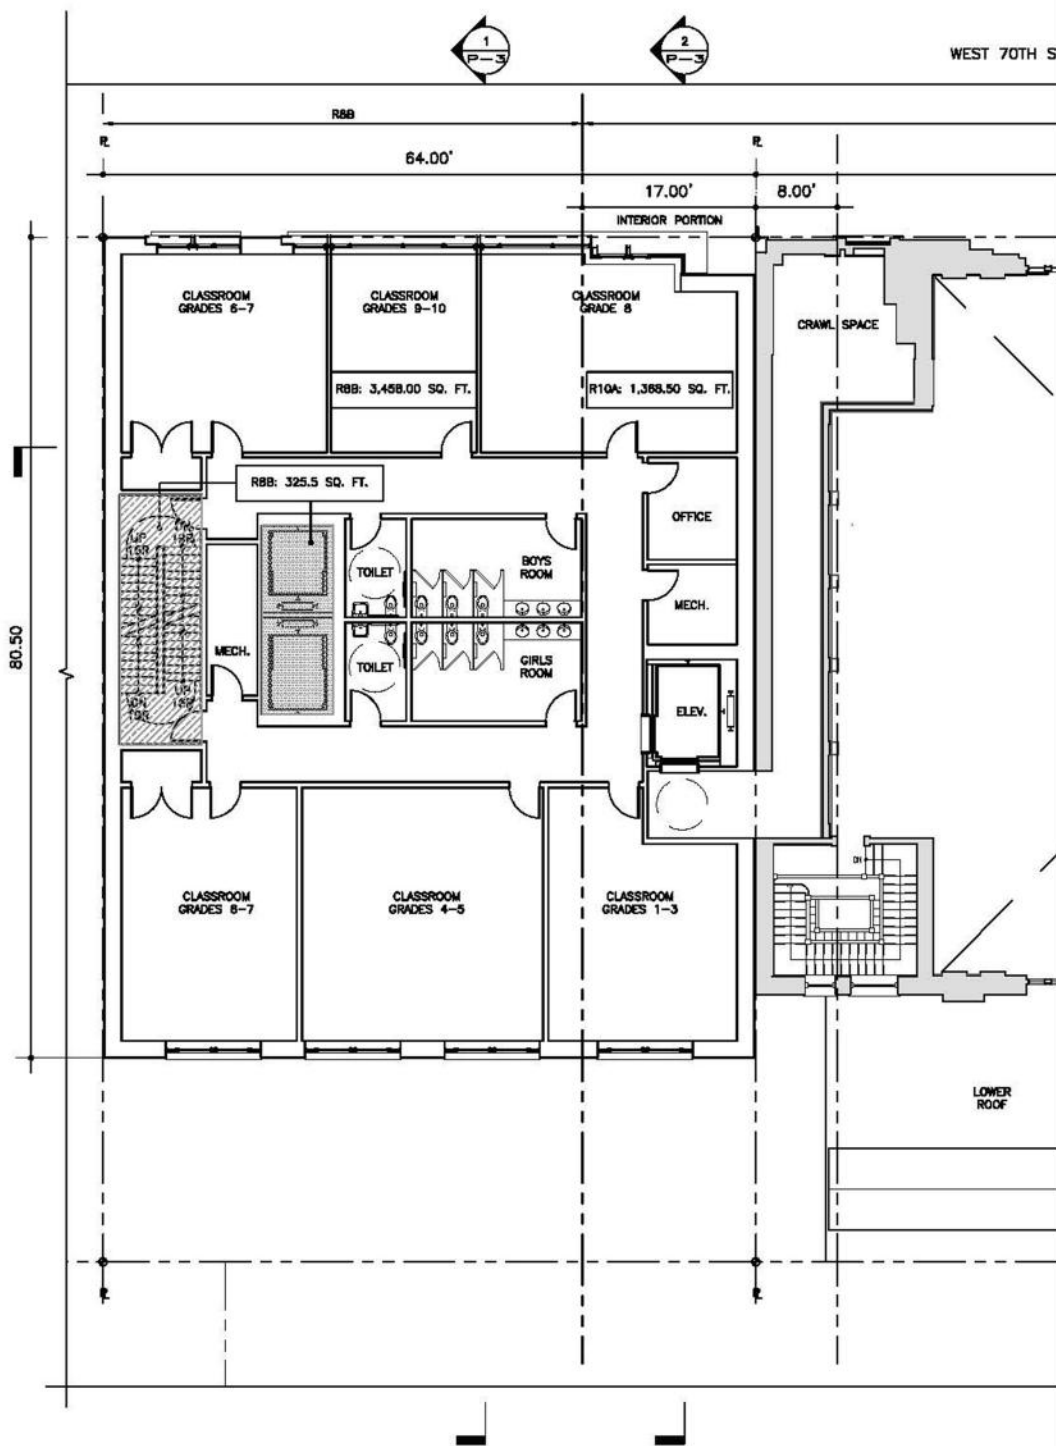 1
P-3
2
P-3
WEST 70TH S
R8B
64.00'
17.00'
8.00'
INTERIOR PORTION
CLASSROOM
GRADES 6-7
CLASSROOM
GRADES 9-10
CLASSROOM
GRADE 8
CRAWL SPACE
R8B: 3,458.00 SQ. FT.
R10A: 1,368.50 SQ. FT.
R8B: 325.5 SQ. FT.
OFFICE
UP
TOILET
BOYS
ROOM
MECH.
80.50
MECH.
TOILET
GIRLS
ROOM
UP
ELEV.
DN
CLASSROOM
GRADES 6-7
CLASSROOM
GRADES 4-5
CLASSROOM
GRADES 1-3
LOWER
ROOF